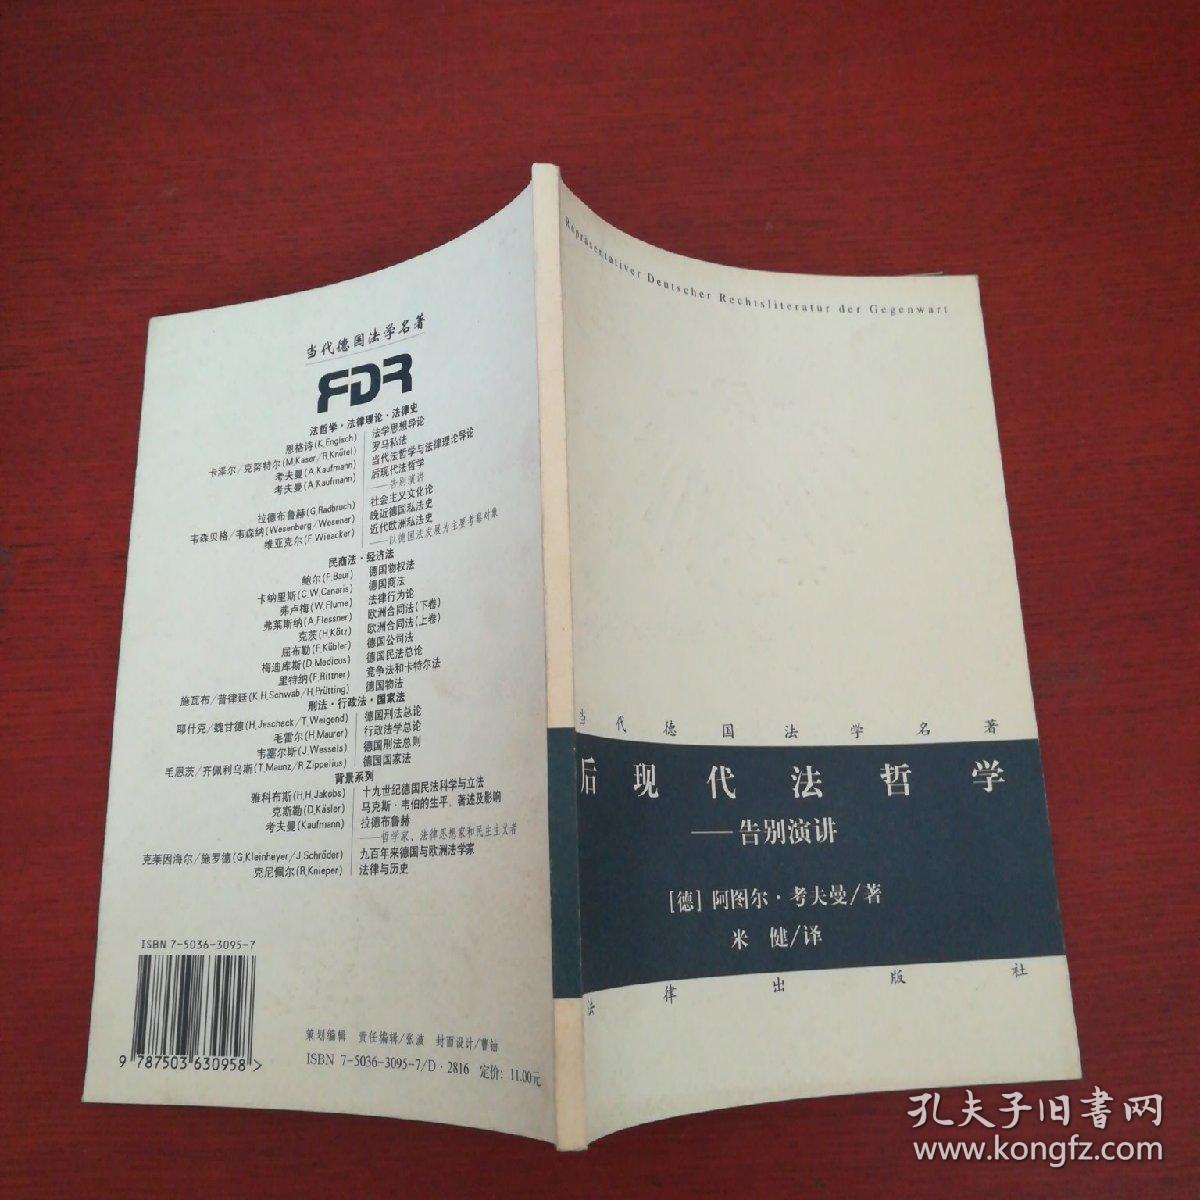 Repräsentativer Deutscher Rechtsliteratur der Gegenwart
当代德国法学名著
后现代法哲学
——告别演讲
[德] 阿图尔·考夫曼/著
米 健/译
法律出版社
当代德国法学名著
FDR
法哲学·法律理论·法律史
恩格诗(K.Engisch) 法学思想导论
卡泽尔/克努特尔(M.Kaser/R.Knütel) 罗马私法
考夫曼(A.Kaufmann) 当代法哲学与法律理论导论
考夫曼(A.Kaufmann) 后现代法哲学
——告别演讲
拉德布鲁赫(G.Radbruch) 社会主义文化论
韦森贝格/韦森纳(Wesenberg/Wesener) 晚近德国私法史
维亚克尔(F.Wieacker) 近代欧洲私法史
——以德国法发展为主要考察对象
民商法·经济法
鲍尔(F.Baur) 德国物权法
卡纳里斯(C.W.Canaris) 德国商法
弗卢梅(W.Flume) 法律行为论
弗莱斯纳(A.Flessner) 欧洲合同法(下卷)
克茨(H.Kötz) 欧洲合同法(上卷)
屈布勒(F.Kübler) 德国公司法
梅迪库斯(D.Medicus) 德国民法总论
里特纳(F.Rittner) 竞争法和卡特尔法
施瓦布/普律廷(K.H.Schwab/H.Prütting) 德国物法
刑法·行政法·国家法
耶什克/魏甘德(H.Jescheck/T.Weigend) 德国刑法总论
毛雷尔(H.Maurer) 行政法学总论
韦塞尔斯(J.Wessels) 德国刑法总则
毛恩茨/齐佩利乌斯(T.Maunz/R.Zippelius) 德国国家法
背景系列
雅科布斯(H.H.Jakobs) 十九世纪德国民法科学与立法
克斯勒(D.Käsler) 马克斯·韦伯的生平、著述及影响
考夫曼(Kaufmann) 拉德布鲁赫
——哲学家、法律思想家和民主主义者
克莱因海尔/施罗德(G.Kleinheyer/J.Schröder) 九百年来德国与欧洲法学家
克尼佩尔(R.Knieper) 法律与历史
ISBN 7-5036-3095-7
9 787503 630958 >
策划编辑 责任编辑/张波 封面设计/曹铀
ISBN 7-5036-3095-7/D·2816 定价: 11.00元
孔夫子旧书网
www.kongfz.com